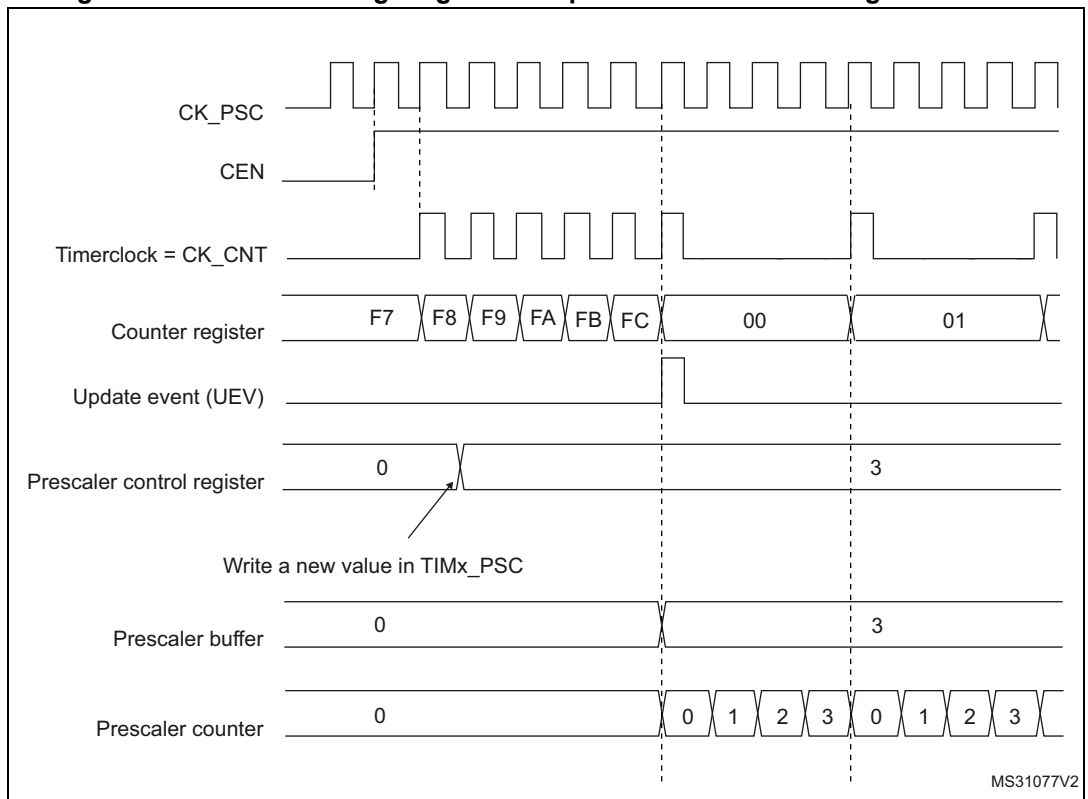 CK_PSC
CEN
Timerclock = CK_CNT
Counter register F7 F8 F9 FA FB FC 00 01
Update event (UEV)
Prescaler control register 0 3
Write a new value in TIMx_PSC
Prescaler buffer 0 3
Prescaler counter 0 0 1 2 3 0 1 2 3
MS31077V2